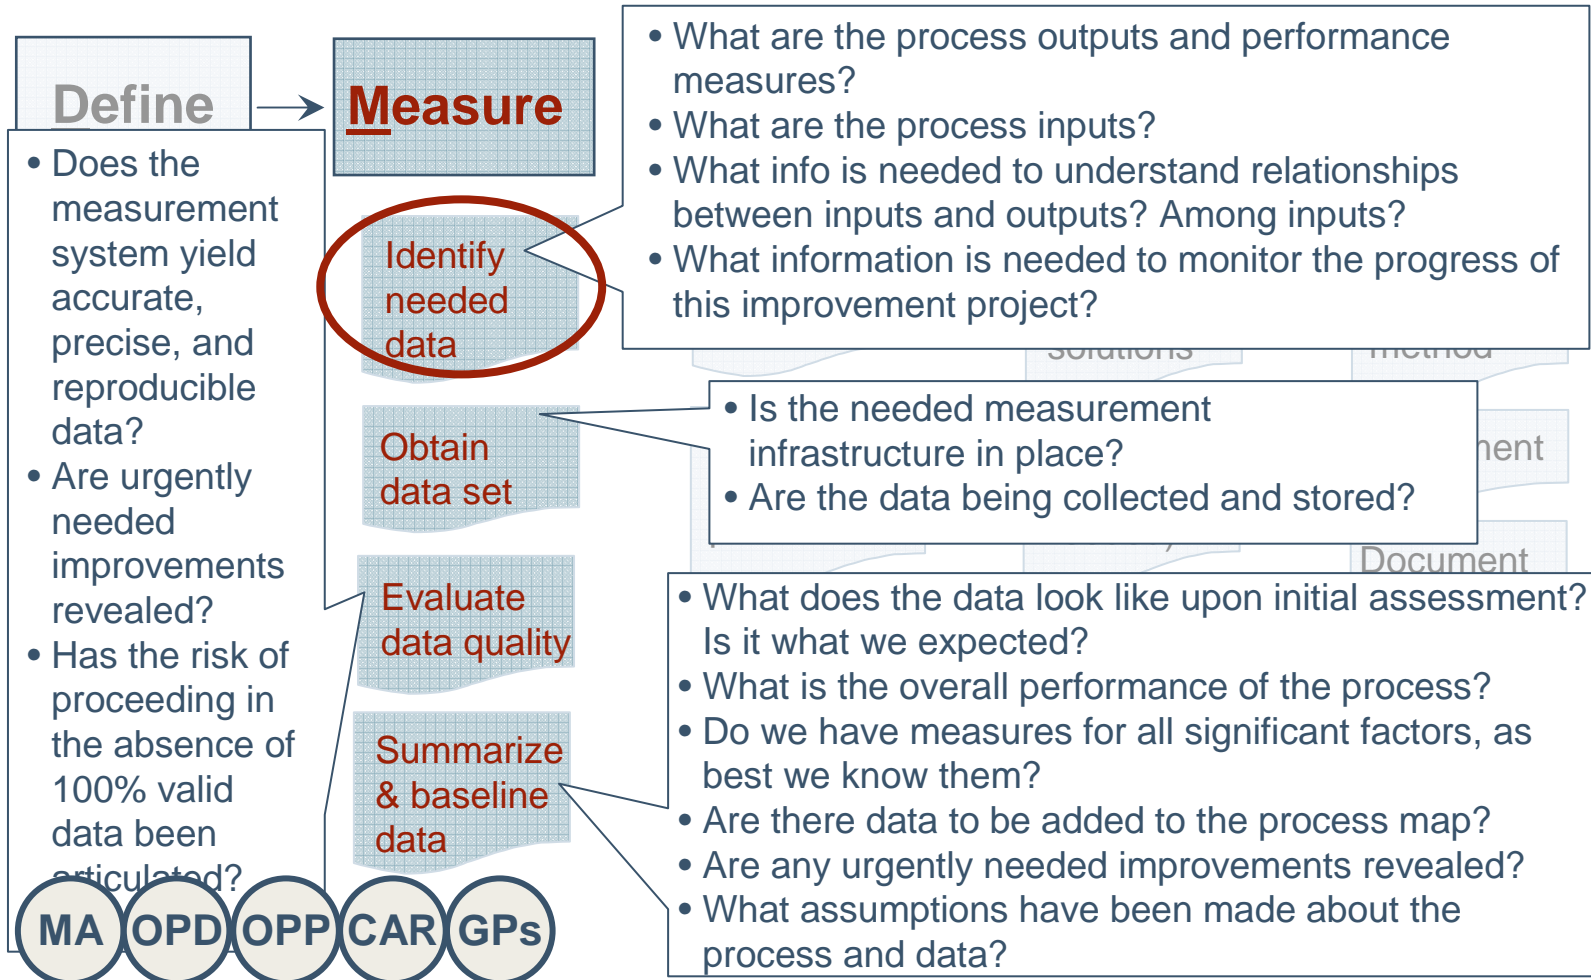 Define
Measure
• What are the process outputs and performance
measures?
• What are the process inputs?
• What info is needed to understand relationships
between inputs and outputs? Among inputs?
• What information is needed to monitor the progress of
this improvement project?
• Does the
measurement
system yield
accurate,
precise, and
reproducible
data?
• Are urgently
needed
improvements
revealed?
• Has the risk of
proceeding in
the absence of
100% valid
data been
articulated?
Identify
needed
data
solutions
method
Obtain
data set
• Is the needed measurement
infrastructure in place?
• Are the data being collected and stored?
Document
Evaluate
data quality
• What does the data look like upon initial assessment?
Is it what we expected?
• What is the overall performance of the process?
• Do we have measures for all significant factors, as
best we know them?
• Are there data to be added to the process map?
• Are any urgently needed improvements revealed?
• What assumptions have been made about the
process and data?
Summarize
& baseline
data
MA OPD OPP CAR GPs